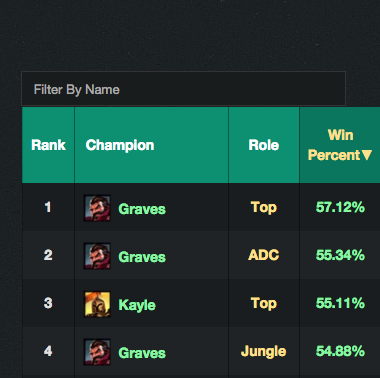 Filter By Name
Rank Champion Role Win Percent▼
1 Graves Top 57.12%
2 Graves ADC 55.34%
3 Kayle Top 55.11%
4 Graves Jungle 54.88%